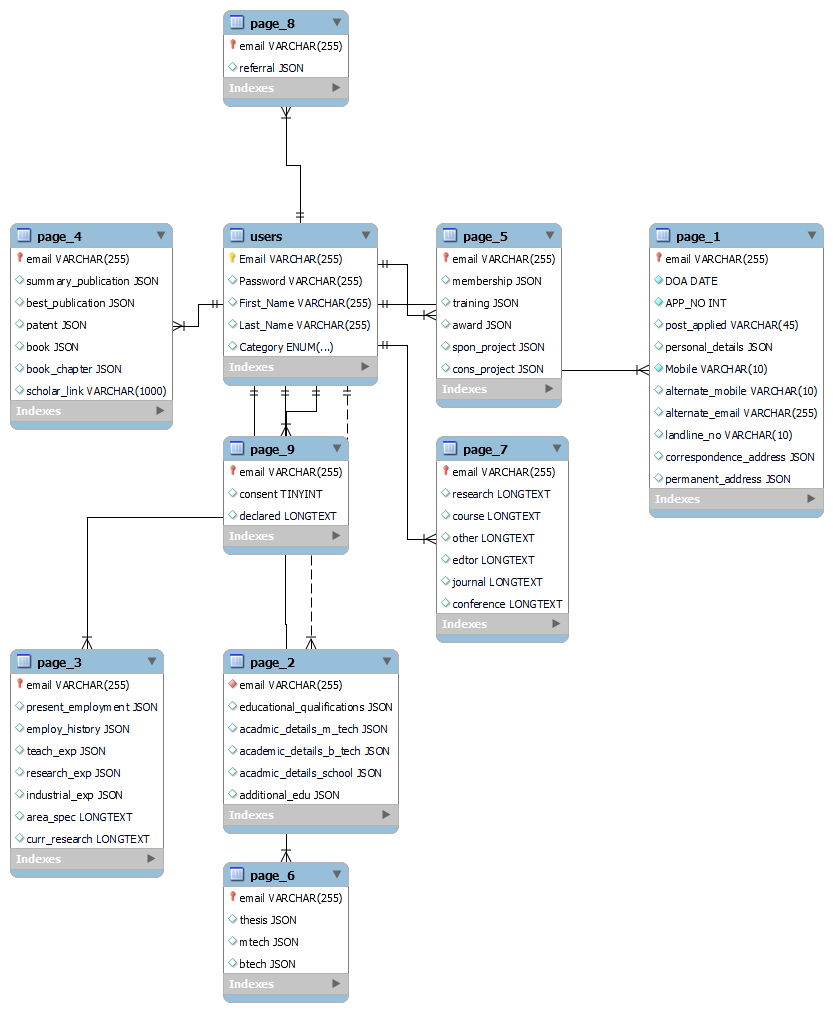 page_8
email VARCHAR(255)
referral JSON
Indexes
page_4
email VARCHAR(255)
summary_publication JSON
best_publication JSON
patent JSON
book JSON
book_chapter JSON
scholar_link VARCHAR(1000)
Indexes
users
Email VARCHAR(255)
Password VARCHAR(255)
First_Name VARCHAR(255)
Last_Name VARCHAR(255)
Category ENUM(...)
Indexes
page_5
email VARCHAR(255)
membership JSON
training JSON
award JSON
spon_project JSON
cons_project JSON
Indexes
page_1
email VARCHAR(255)
DOA DATE
APP_NO INT
post_applied VARCHAR(45)
personal_details JSON
Mobile VARCHAR(10)
alternate_mobile VARCHAR(10)
alternate_email VARCHAR(255)
landline_no VARCHAR(10)
correspondence_address JSON
permanent_address JSON
Indexes
page_9
email VARCHAR(255)
consent TINYINT
declared LONGTEXT
Indexes
page_7
email VARCHAR(255)
research LONGTEXT
course LONGTEXT
other LONGTEXT
edtor LONGTEXT
journal LONGTEXT
conference LONGTEXT
Indexes
page_3
email VARCHAR(255)
present_employment JSON
employ_history JSON
teach_exp JSON
research_exp JSON
industrial_exp JSON
area_spec LONGTEXT
curr_research LONGTEXT
Indexes
page_2
email VARCHAR(255)
educational_qualifications JSON
acadmic_details_m_tech JSON
academic_details_b_tech JSON
acadmic_details_school JSON
additional_edu JSON
Indexes
page_6
email VARCHAR(255)
thesis JSON
mtech JSON
btech JSON
Indexes